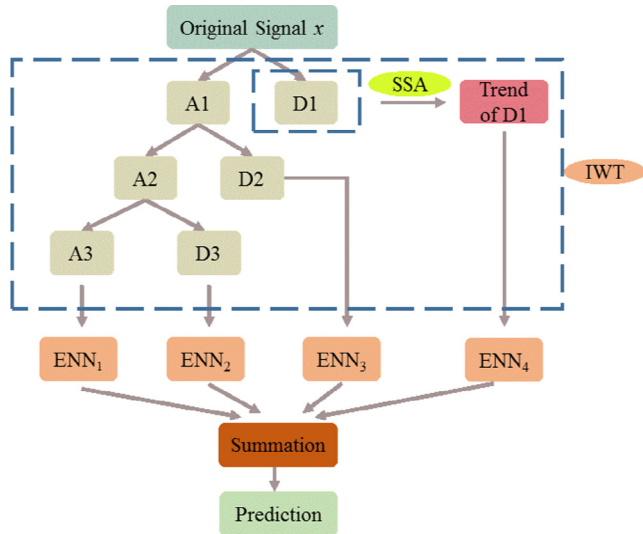 Original Signal x
A1
D1
SSA
Trend
of D1
A2
D2
IWT
A3
D3
ENN₁
ENN₂
ENN₃
ENN₄
Summation
Prediction